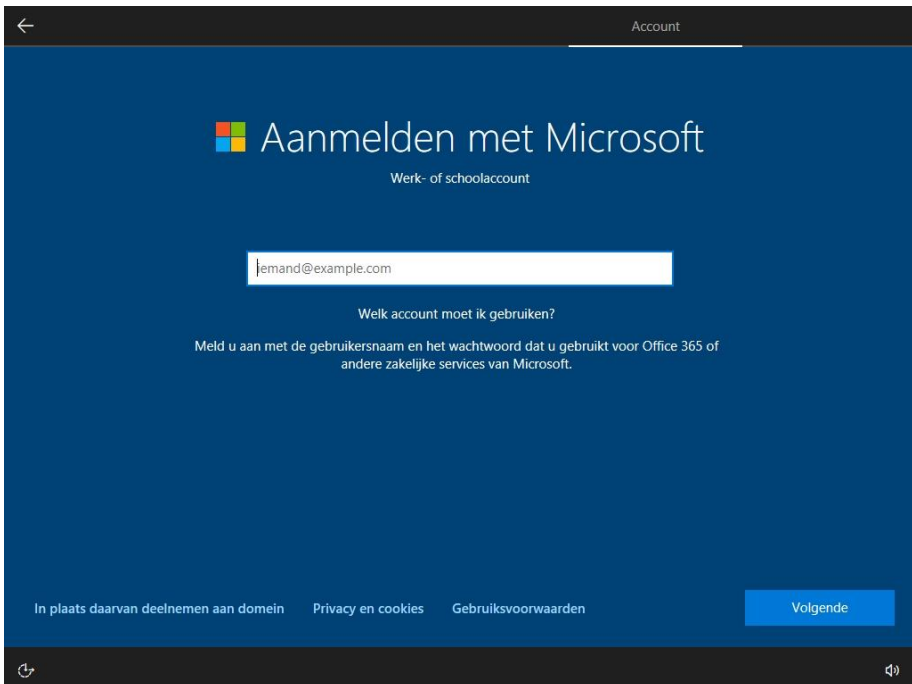 Account
Aanmelden met Microsoft
Werk- of schoolaccount
iemand@example.com
Welk account moet ik gebruiken?
Meld u aan met de gebruikersnaam en het wachtwoord dat u gebruikt voor Office 365 of
andere zakelijke services van Microsoft.
In plaats daarvan deelnemen aan domein Privacy en cookies Gebruiksvoorwaarden Volgende